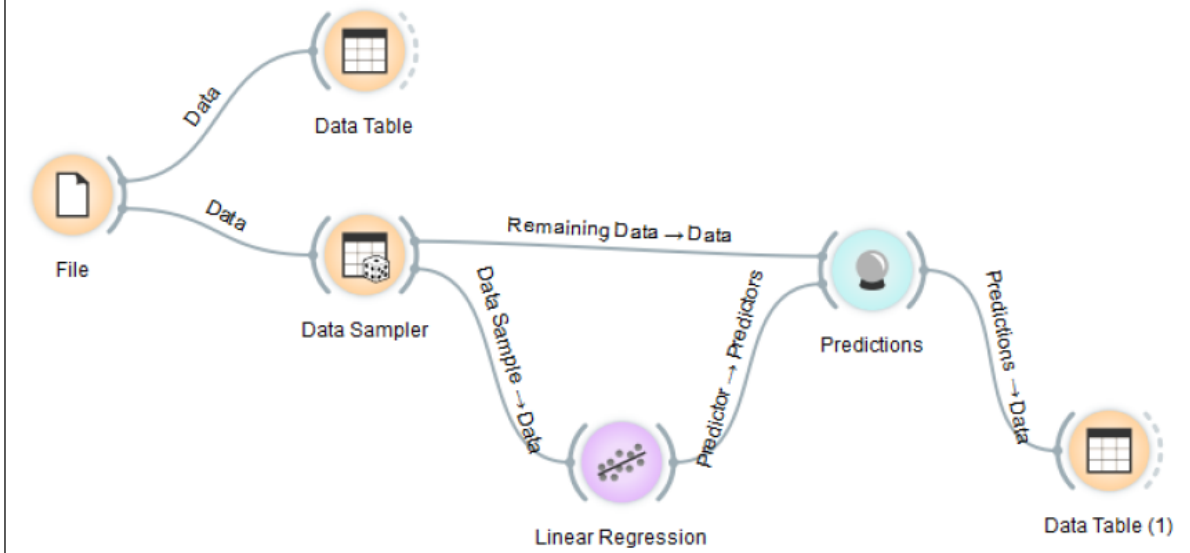 Data
Data Table
File
Data
Data Sampler
Remaining Data → Data
Data Sample → Data
Linear Regression
Predictor → Predictors
Predictions
Predictions → Data
Data Table (1)